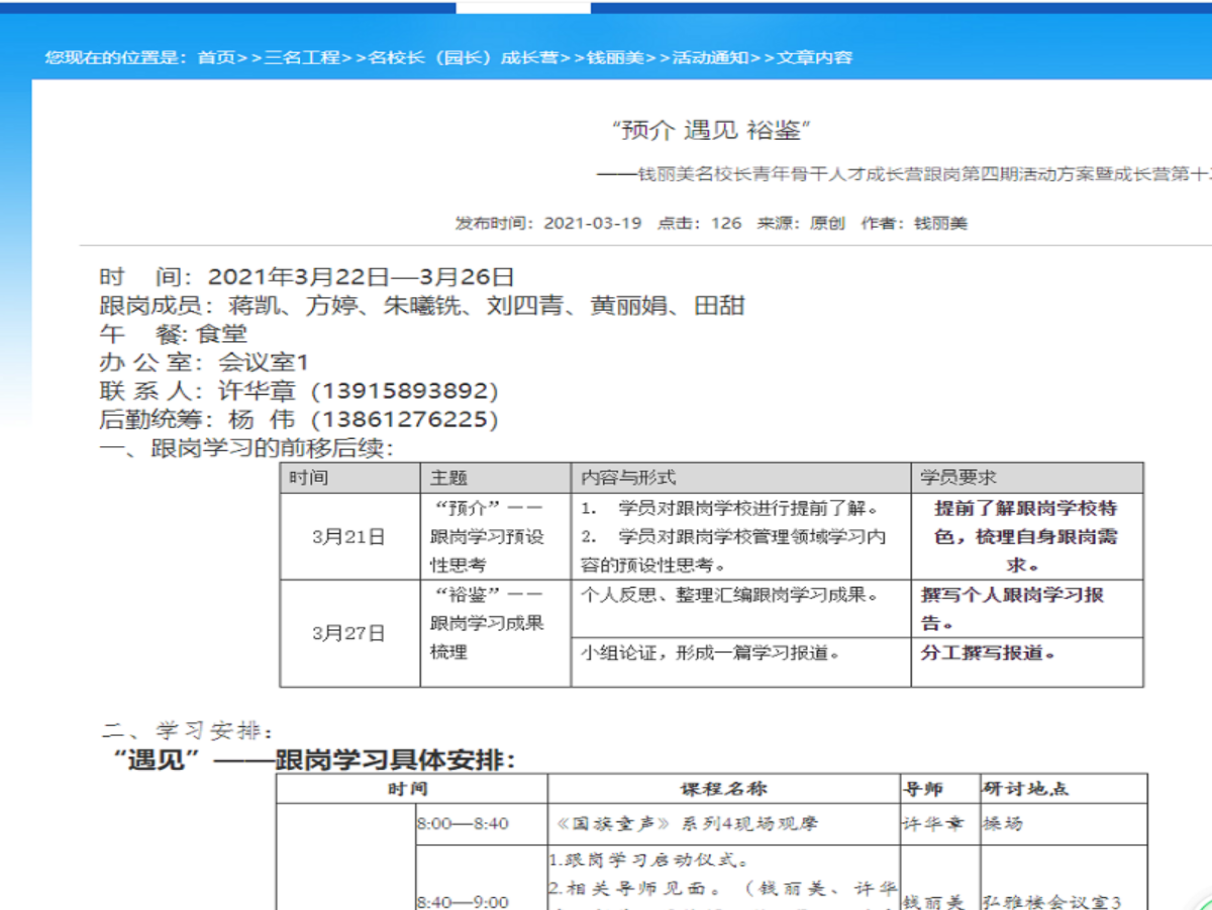 您现在的位置是：首页>>三名工程>>名校长（园长）成长营>>钱丽美>>活动通知>>文章内容
“预介 遇见 裕鉴”
——钱丽美名校长青年骨干人才成长营跟岗第四期活动方案暨成长营第十
发布时间：2021-03-19 点击：126 来源：原创 作者：钱丽美
时 间：2021年3月22日—3月26日
跟岗成员：蒋凯、方婷、朱曦铣、刘四青、黄丽娟、田甜
午 餐: 食堂
办 公 室：会议室1
联 系 人：许华章（13915893892）
后勤统筹：杨 伟（13861276225）
一、跟岗学习的前移后续：
时间 主题 内容与形式 学员要求
3月21日
“预介”——
跟岗学习预设
性思考
1. 学员对跟岗学校进行提前了解。
2. 学员对跟岗学校管理领域学习内
容的预设性思考。
提前了解跟岗学校特
色，梳理自身跟岗需
求。
3月27日
“裕鉴”——
跟岗学习成果
梳理
个人反思、整理汇编跟岗学习成果。
撰写个人跟岗学习报
告。
小组论证，形成一篇学习报道。
分工撰写报道。
二、学习安排：
“遇见”——跟岗学习具体安排：
时间 课程名称 导师 研讨地点
8:00—8:40 《国族童声》系列4现场观摩 许华章 操场
8:40—9:00
1.跟岗学习启动仪式。
2.相关导师见面。（钱丽美、许华
钱丽美 弘雅楼会议室3